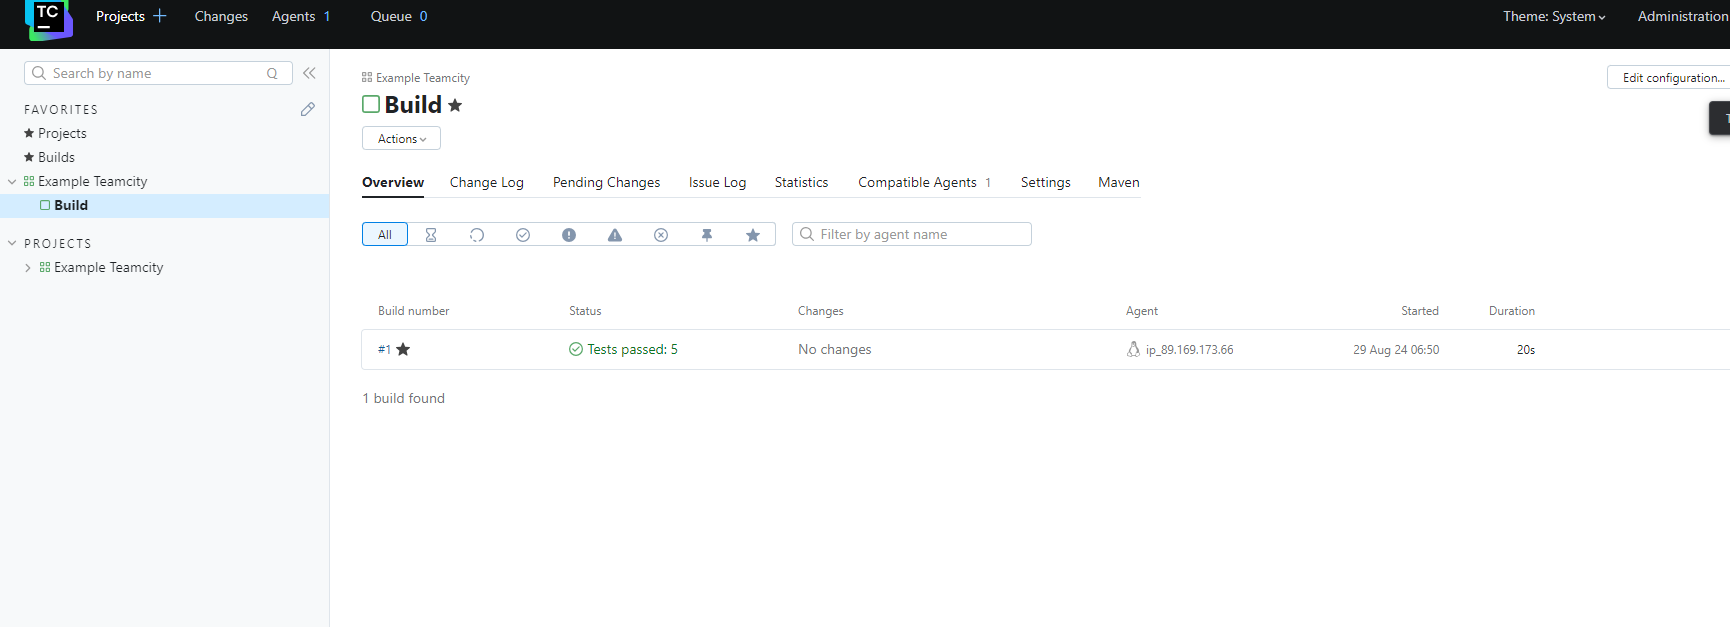 TC
Projects
Changes
Agents 1
Queue 0
Theme: System
Administration
Search by name
Q
FAVORITES
Projects
Builds
Example Teamcity
Build
PROJECTS
Example Teamcity
Example Teamcity
Edit configuration...
Build
Actions
Overview Change Log Pending Changes Issue Log Statistics Compatible Agents 1 Settings Maven
All
Filter by agent name
Build number Status Changes Agent Started Duration
#1 Tests passed: 5 No changes ip_89.169.173.66 29 Aug 24 06:50 20s
1 build found